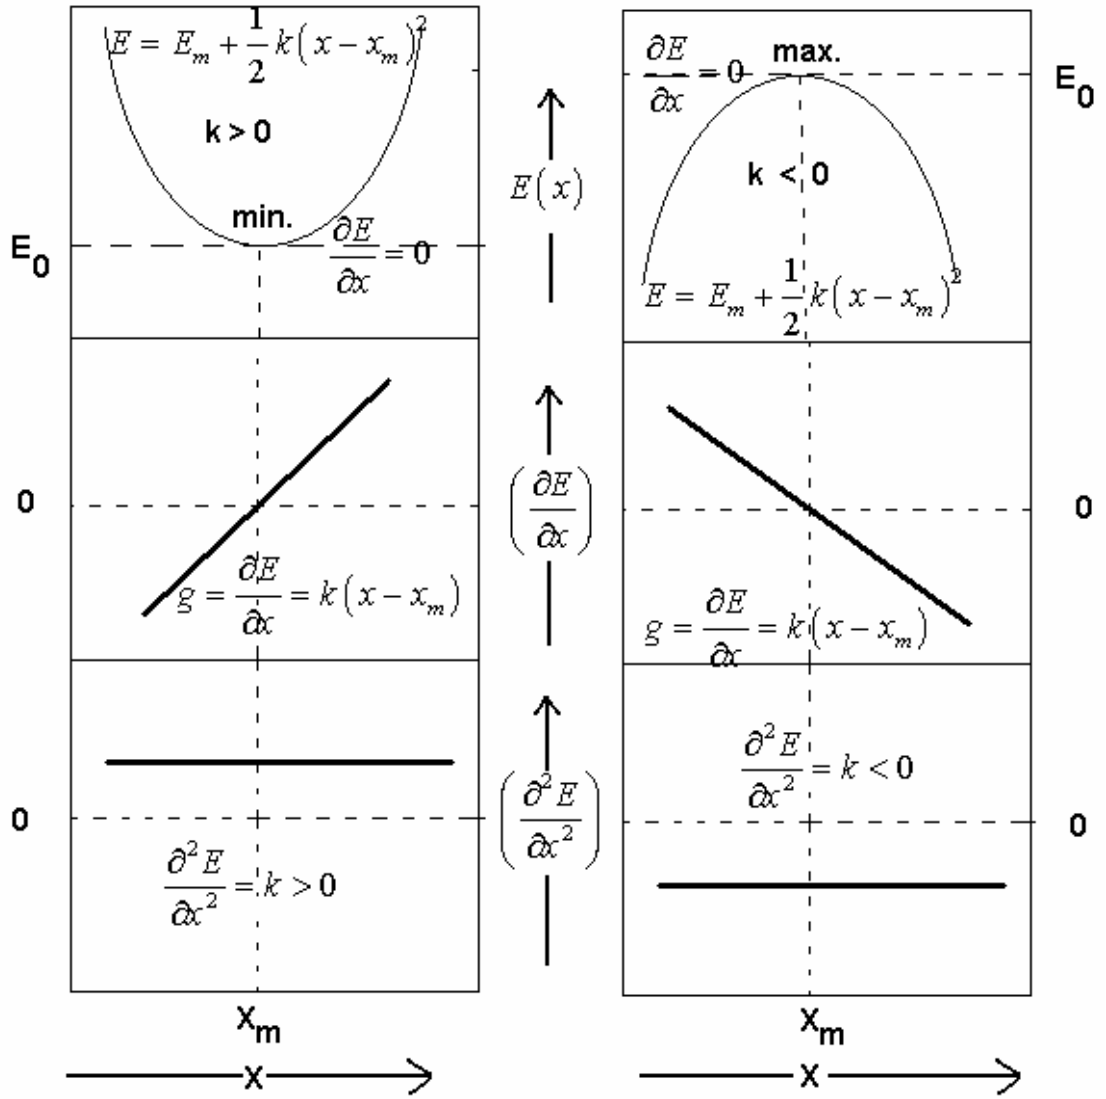 E = E_m + 1/2 k(x − x_m)^2
k > 0
min.
E_0
∂E/∂x = 0
E(x)
∂E/∂x = 0
max.
E_0
k < 0
E = E_m + 1/2 k(x − x_m)^2
0
g = ∂E/∂x = k(x − x_m)
(∂E/∂x)
0
g = ∂E/∂x = k(x − x_m)
0
∂^2E/∂x^2 = k > 0
(∂^2E/∂x^2)
∂^2E/∂x^2 = k < 0
0
x_m
x
x_m
x